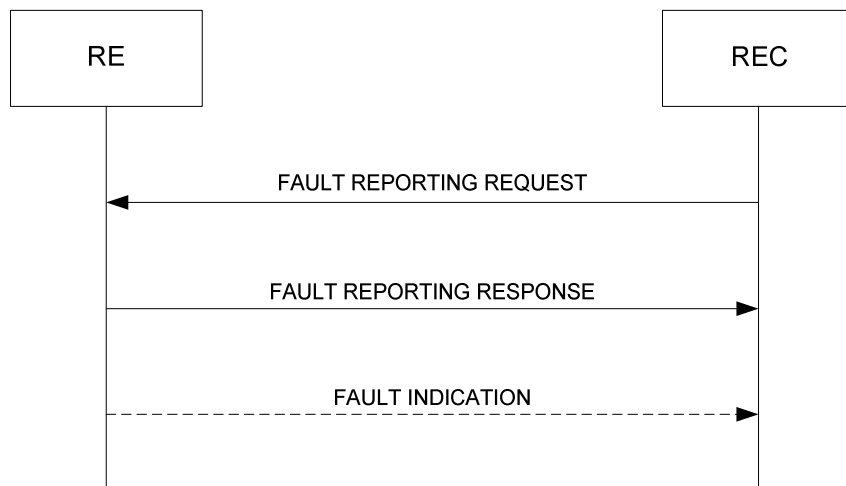 RE
REC
FAULT REPORTING REQUEST
FAULT REPORTING RESPONSE
FAULT INDICATION